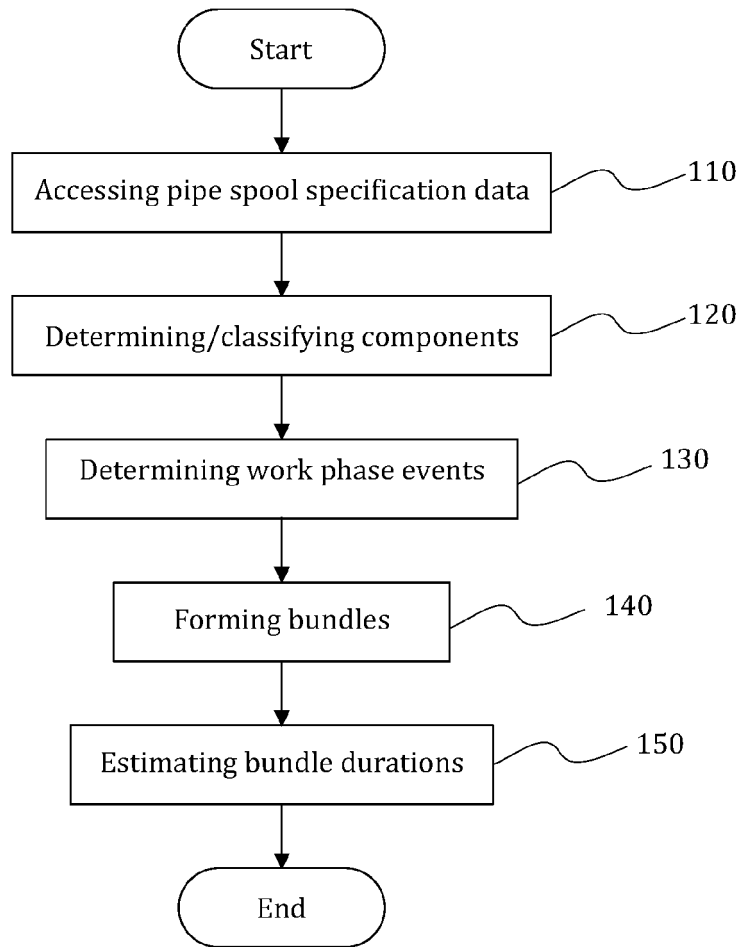 Start
Accessing pipe spool specification data
110
Determining/classifying components
120
Determining work phase events
130
Forming bundles
140
Estimating bundle durations
150
End